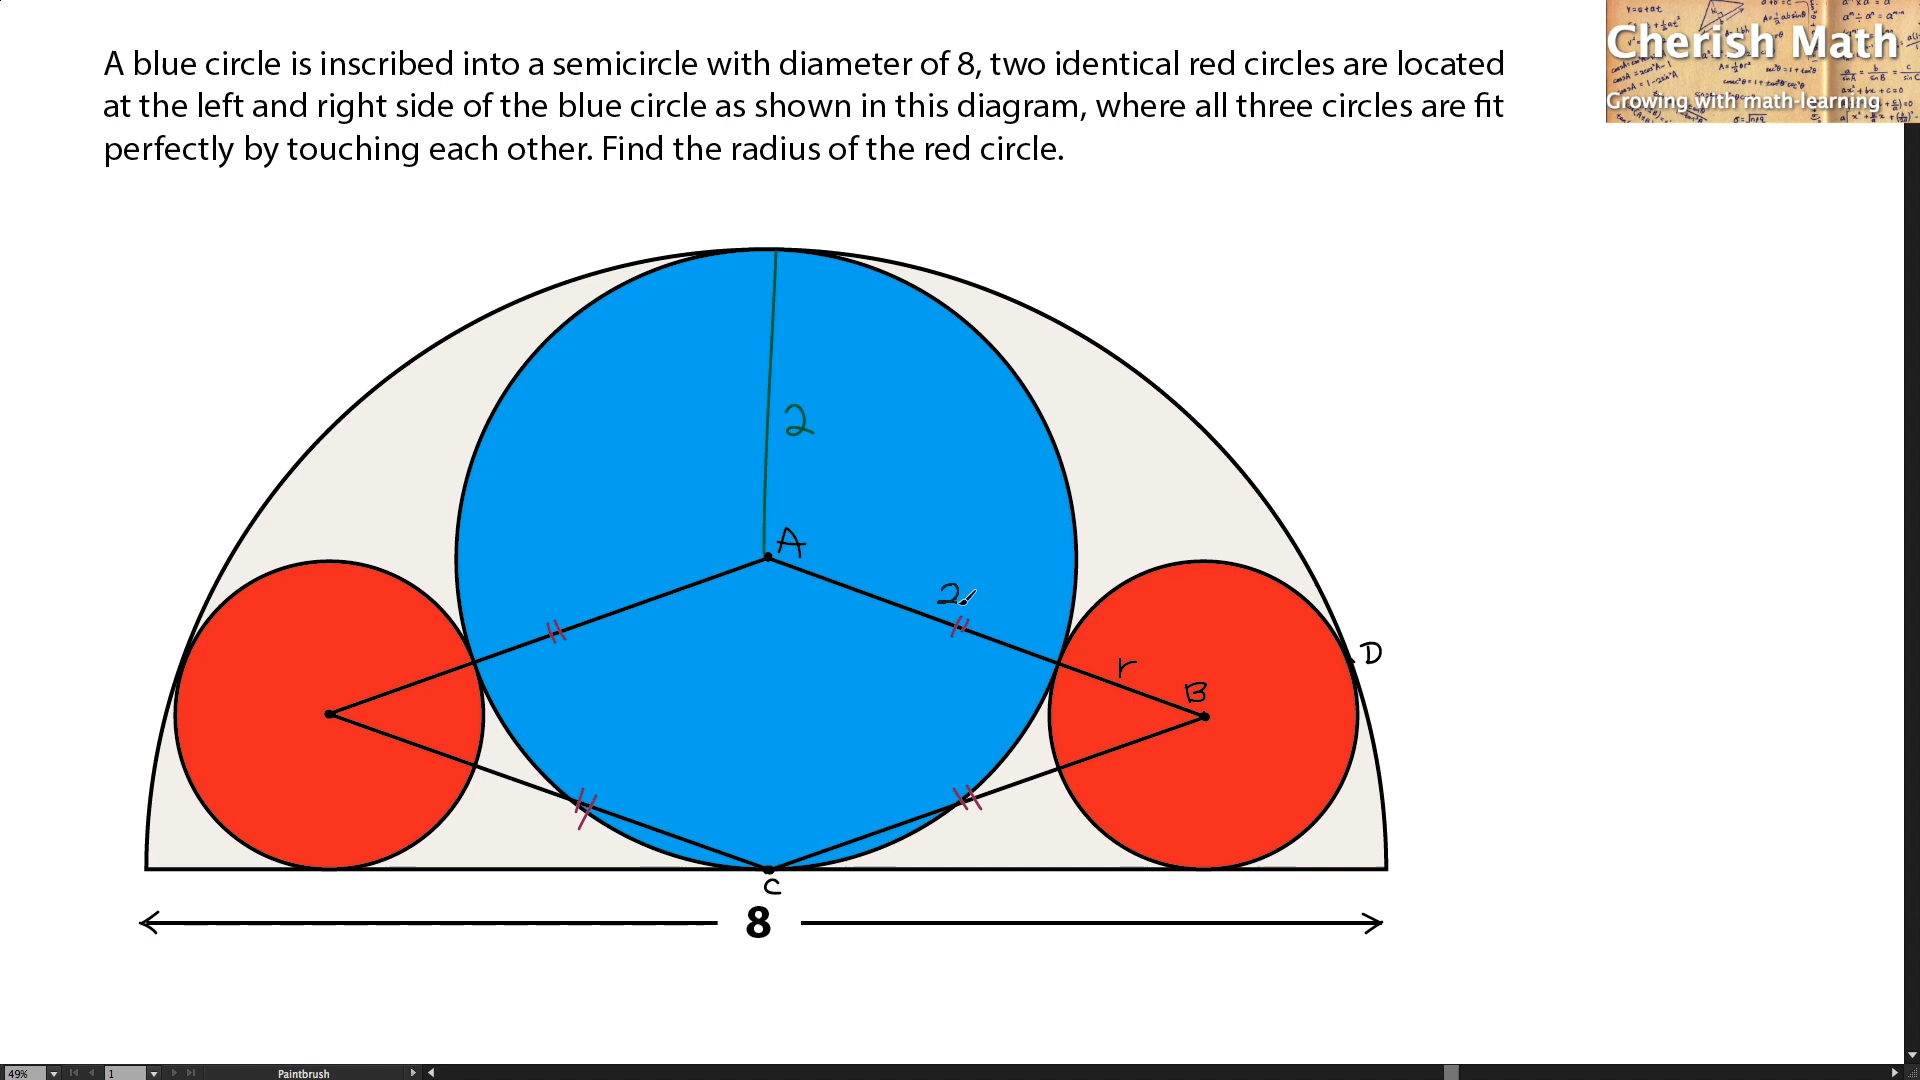 A blue circle is inscribed into a semicircle with diameter of 8, two identical red circles are located
at the left and right side of the blue circle as shown in this diagram, where all three circles are fit
perfectly by touching each other. Find the radius of the red circle.
Cherish Math
Growing with math-learning
2
A
2
r
B
D
C
8
49%
1
Paintbrush